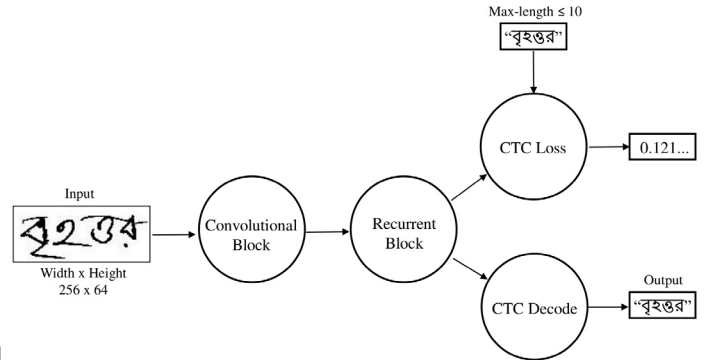 Max-length ≤ 10
“বৃহত্তর”
CTC Loss
0.121...
Input
বৃহত্তর
Width x Height
256 x 64
Convolutional
Block
Recurrent
Block
CTC Decode
Output
“বৃহত্তর”